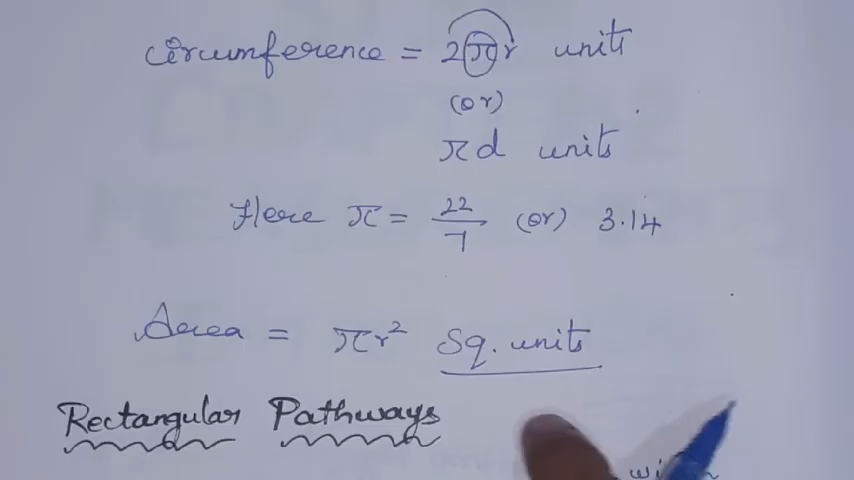 Circumference = 2πr units
(or)
πd units
Here π = 22/7 (or) 3.14
Area = πr² Sq. units
Rectangular Pathways